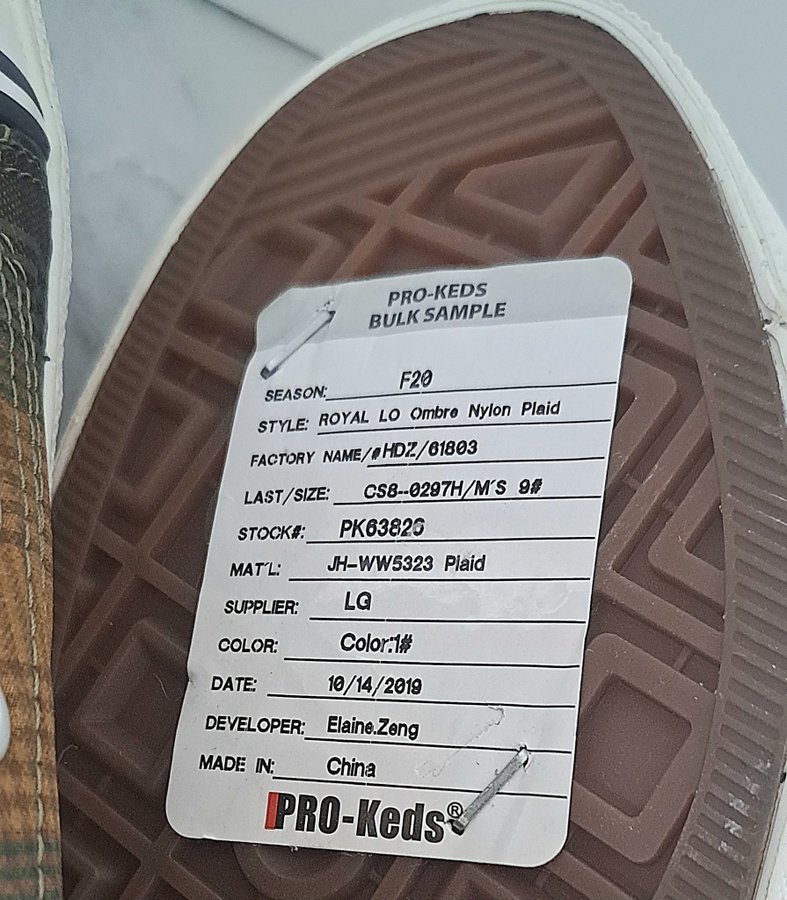 PRO-KEDS
BULK SAMPLE
SEASON: F20
STYLE: ROYAL LO Ombre Nylon Plaid
FACTORY NAME/# HDZ/61803
LAST/SIZE: CS8--0297H/M'S 9#
STOCK#: PK63826
MAT'L: JH-WW5323 Plaid
SUPPLIER: LG
COLOR: Color:1#
DATE: 10/14/2019
DEVELOPER: Elaine.Zeng
MADE IN: China
PRO-Keds®